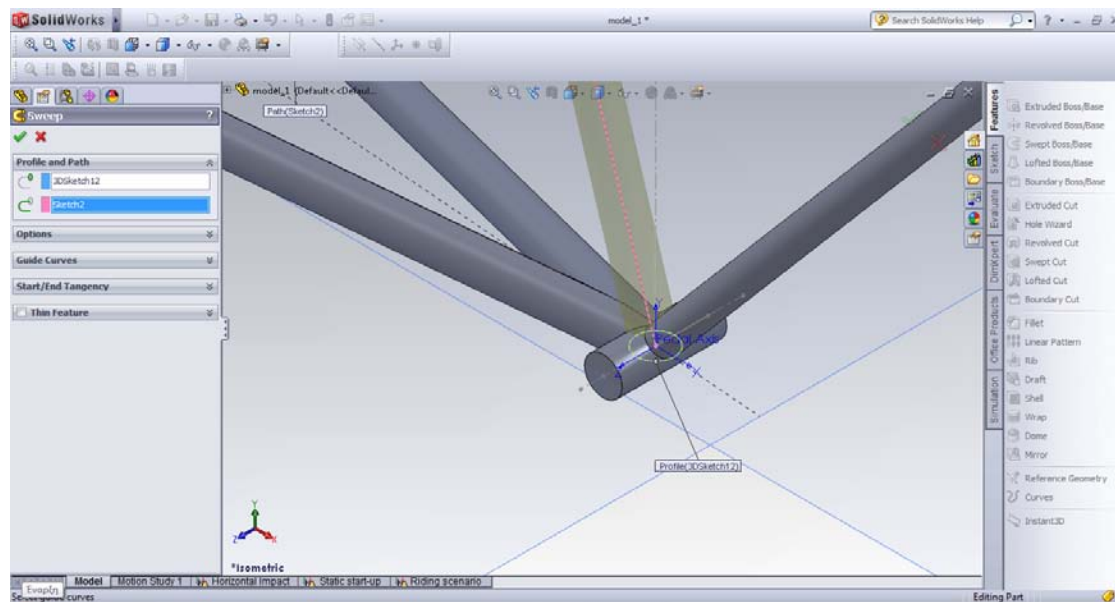 SolidWorks
model_1 *
Search SolidWorks Help
model_1 (Default<<Defaul...
Sweep
?
Profile and Path
3DSketch12
Sketch2
Options
Guide Curves
Start/End Tangency
Thin Feature
Path(Sketch2)
Y
X
Z
Profile(3DSketch12)
Y
Z
X
*Isometric
Features
Sketch
Evaluate
DimXpert
Office Products
Simulation
Extruded Boss/Base
Revolved Boss/Base
Swept Boss/Base
Lofted Boss/Base
Boundary Boss/Base
Extruded Cut
Hole Wizard
Revolved Cut
Swept Cut
Lofted Cut
Boundary Cut
Fillet
Linear Pattern
Rib
Draft
Shell
Wrap
Dome
Mirror
Reference Geometry
Curves
Instant3D
Model
Motion Study 1
Horizontal Impact
Static start-up
Riding scenario
Έναρξη
curves
Editing Part